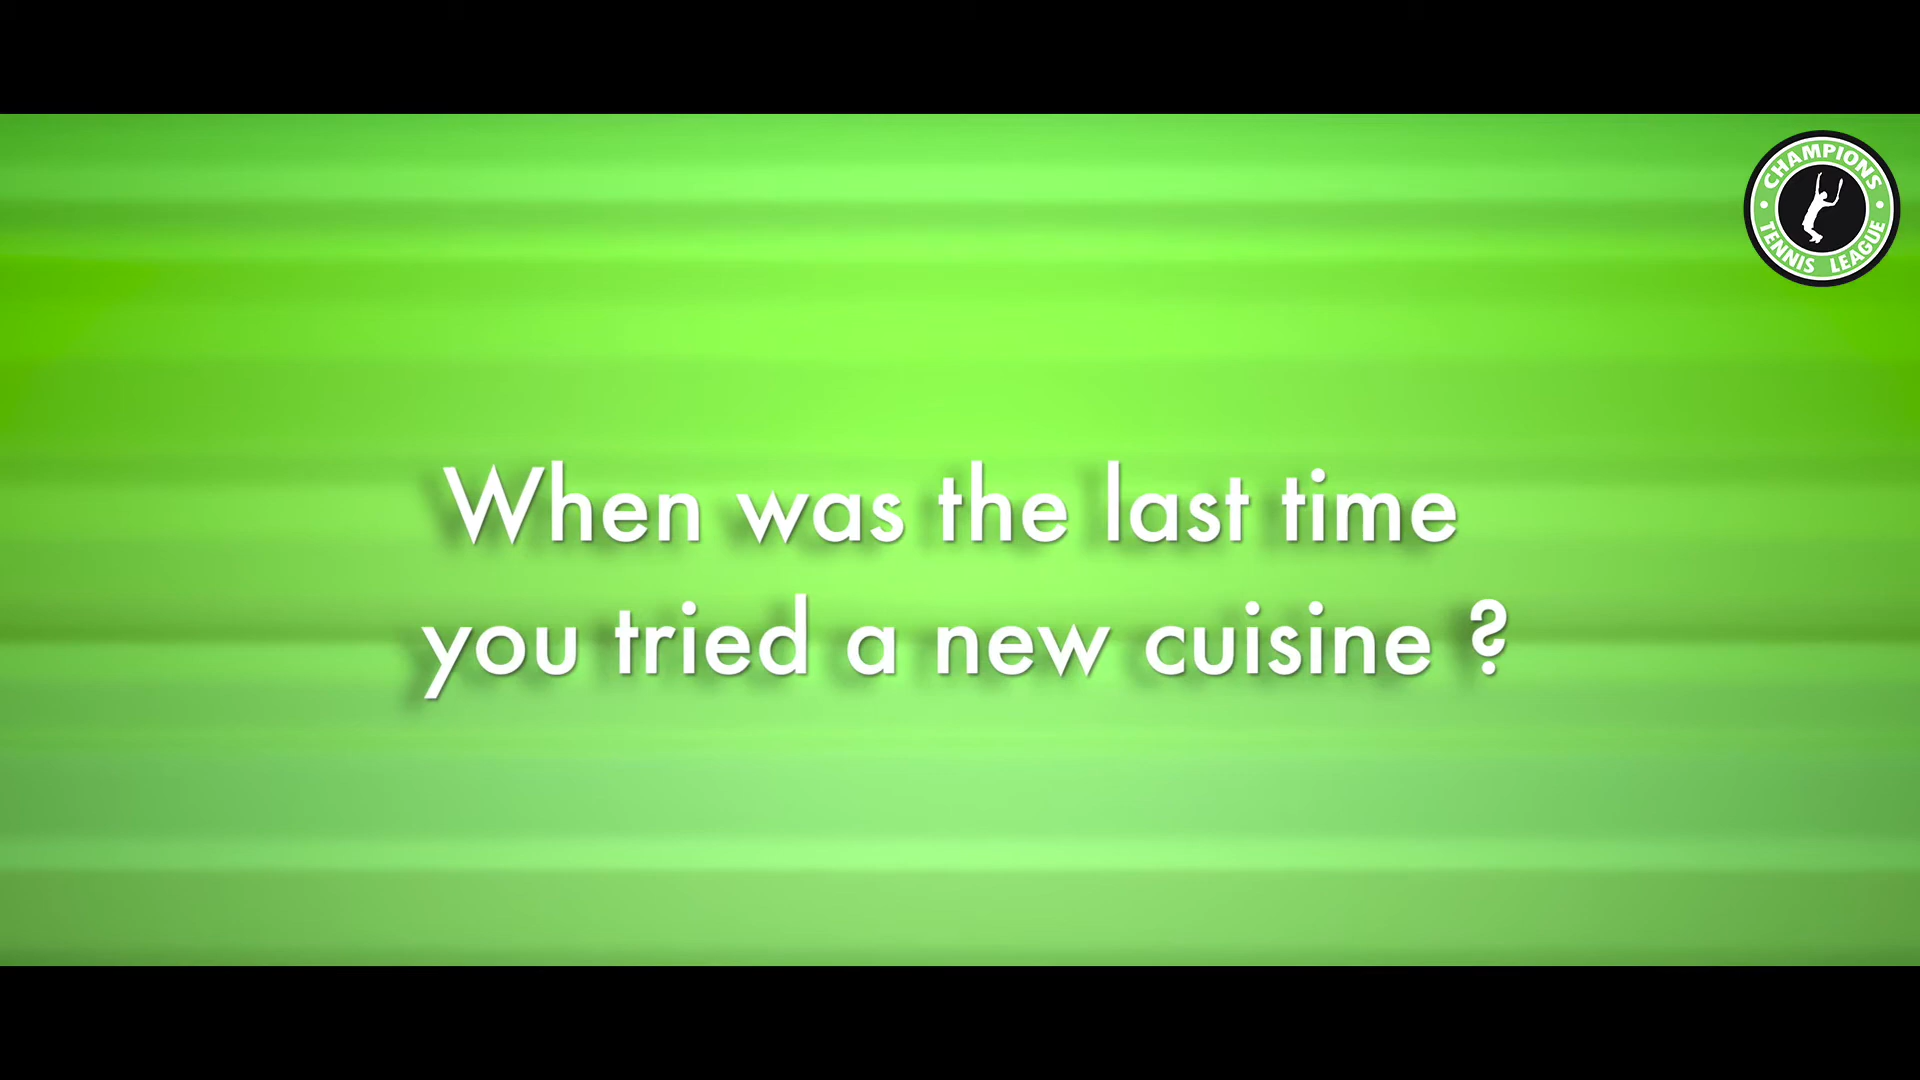 CHAMPIONS
TENNIS LEAGUE
When was the last time
you tried a new cuisine ?